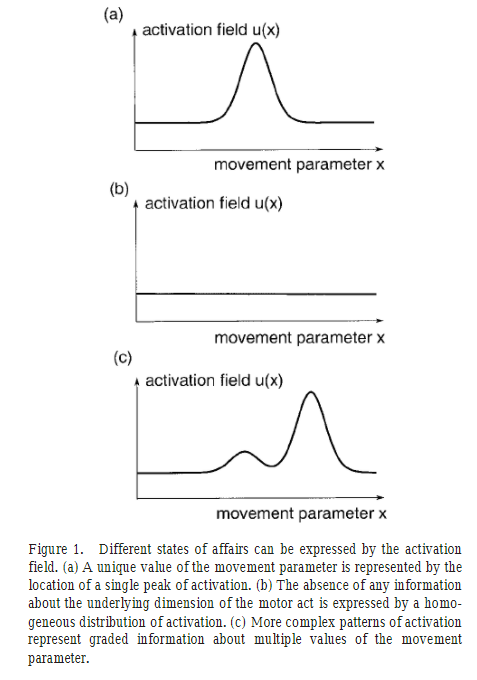 (a)
activation field u(x)
movement parameter x
(b)
activation field u(x)
movement parameter x
(c)
activation field u(x)
movement parameter x
Figure 1. Different states of affairs can be expressed by the activation
field. (a) A unique value of the movement parameter is represented by the
location of a single peak of activation. (b) The absence of any information
about the underlying dimension of the motor act is expressed by a homo-
geneous distribution of activation. (c) More complex patterns of activation
represent graded information about multiple values of the movement
parameter.